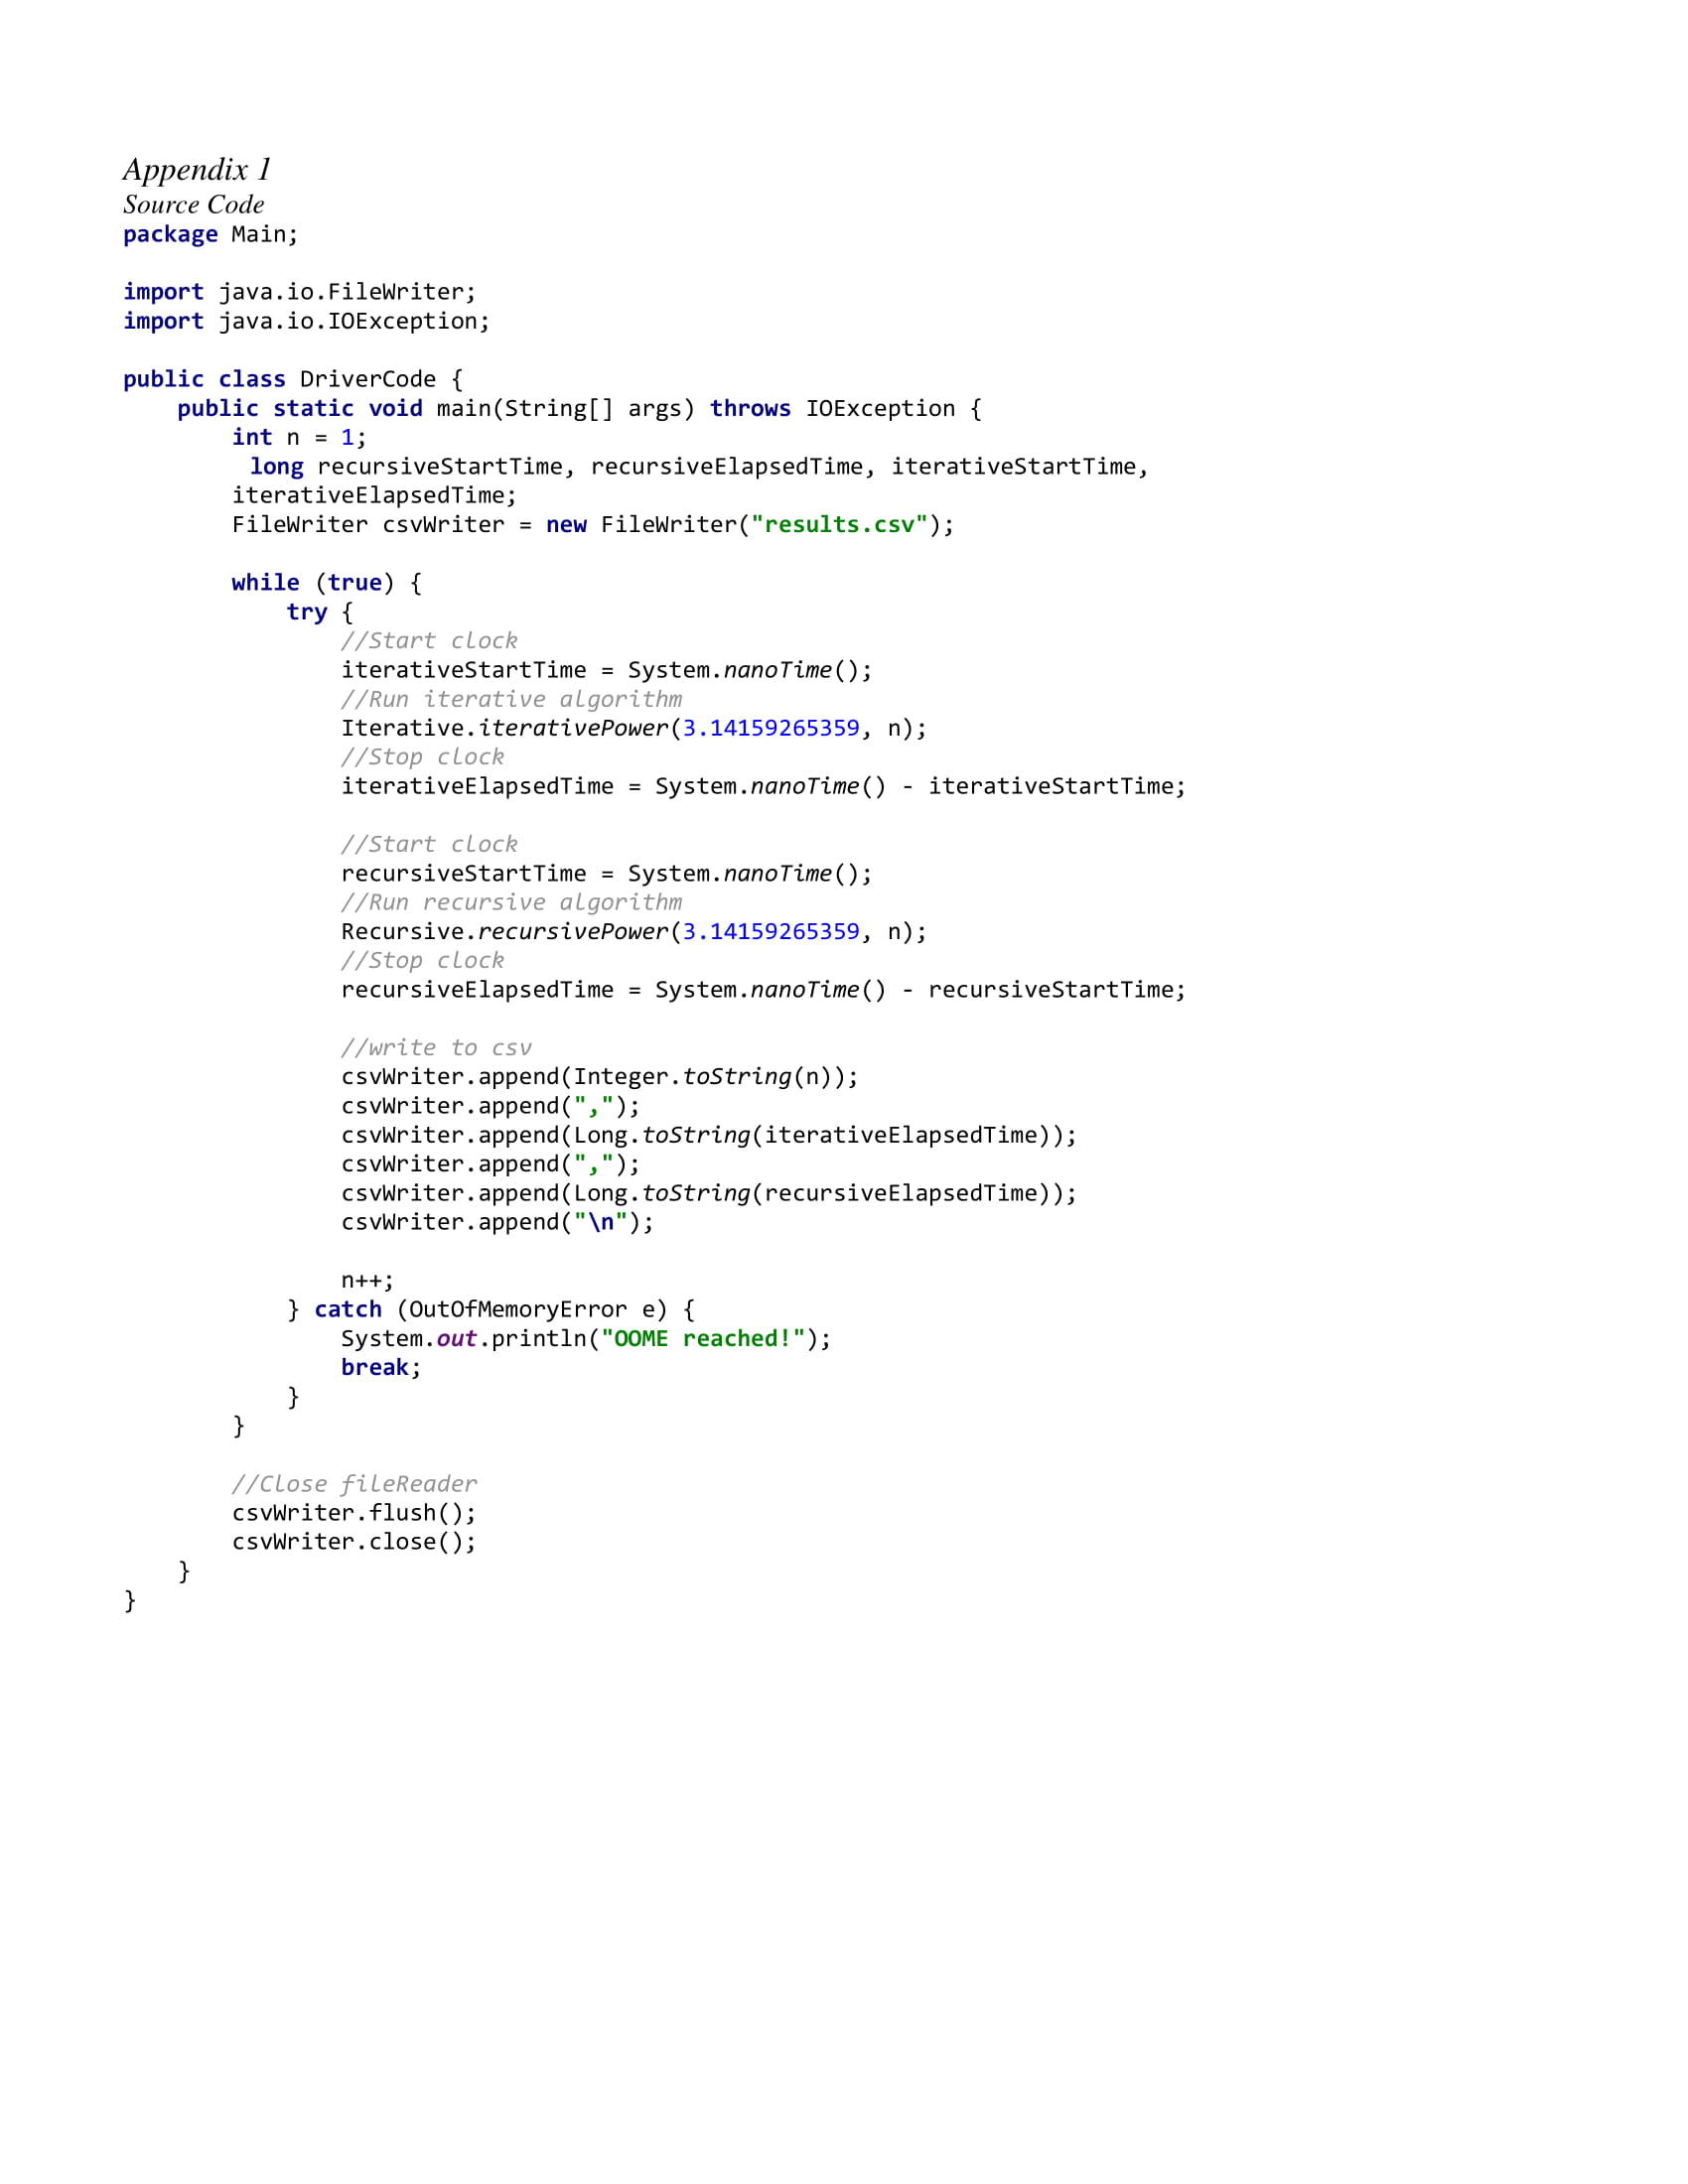 Appendix 1
Source Code
package Main;
import java.io.FileWriter;
import java.io.IOException;
public class DriverCode {
    public static void main(String[] args) throws IOException {
        int n = 1;
         long recursiveStartTime, recursiveElapsedTime, iterativeStartTime,
        iterativeElapsedTime;
        FileWriter csvWriter = new FileWriter("results.csv");
        while (true) {
            try {
                //Start clock
                iterativeStartTime = System.nanoTime();
                //Run iterative algorithm
                Iterative.iterativePower(3.14159265359, n);
                //Stop clock
                iterativeElapsedTime = System.nanoTime() - iterativeStartTime;
                //Start clock
                recursiveStartTime = System.nanoTime();
                //Run recursive algorithm
                Recursive.recursivePower(3.14159265359, n);
                //Stop clock
                recursiveElapsedTime = System.nanoTime() - recursiveStartTime;
                //write to csv
                csvWriter.append(Integer.toString(n));
                csvWriter.append(",");
                csvWriter.append(Long.toString(iterativeElapsedTime));
                csvWriter.append(",");
                csvWriter.append(Long.toString(recursiveElapsedTime));
                csvWriter.append("\n");
                n++;
            } catch (OutOfMemoryError e) {
                System.out.println("OOME reached!");
                break;
            }
        }
        //Close fileReader
        csvWriter.flush();
        csvWriter.close();
    }
}